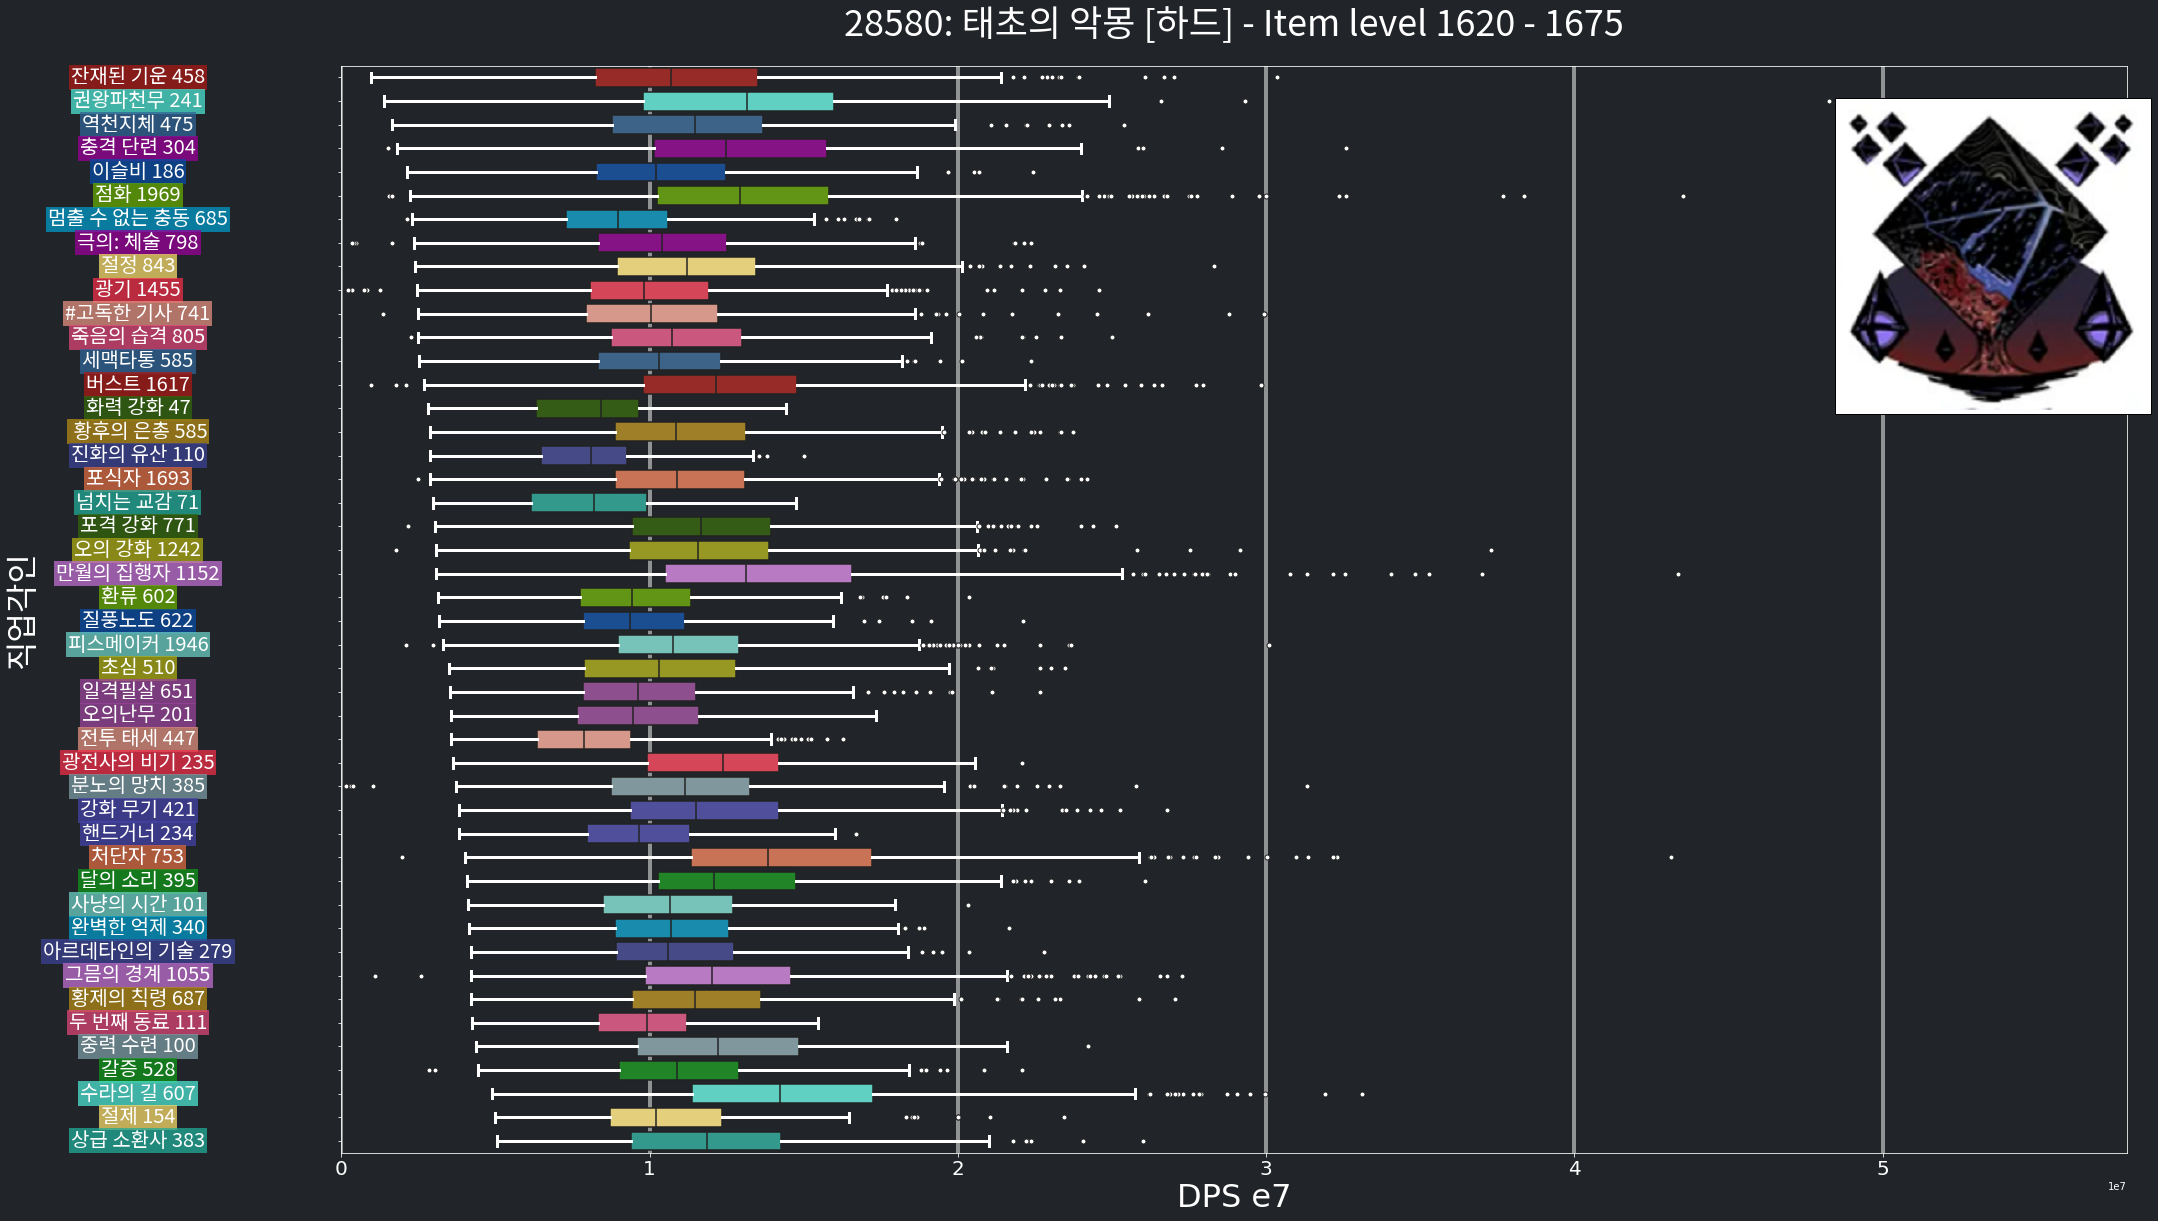 28580: 태초의 악몽 [하드] - Item level 1620 - 1675
잔재된 기운 458
권왕파천무 241
역천지체 475
충격 단련 304
이슬비 186
점화 1969
멈출 수 없는 충동 685
극의: 체술 798
절정 843
광기 1455
#고독한 기사 741
죽음의 습격 805
세맥타통 585
버스트 1617
화력 강화 47
황후의 은총 585
진화의 유산 110
포식자 1693
넘치는 교감 71
포격 강화 771
오의 강화 1242
만월의 집행자 1152
환류 602
질풍노도 622
피스메이커 1946
초심 510
일격필살 651
오의난무 201
전투 태세 447
광전사의 비기 235
분노의 망치 385
강화 무기 421
핸드거너 234
처단자 753
달의 소리 395
사냥의 시간 101
완벽한 억제 340
아르데타인의 기술 279
그믐의 경계 1055
황제의 칙령 687
두 번째 동료 111
중력 수련 100
갈증 528
수라의 길 607
절제 154
상급 소환사 383
직업각인
0 1 2 3 4 5
1e7
DPS e7